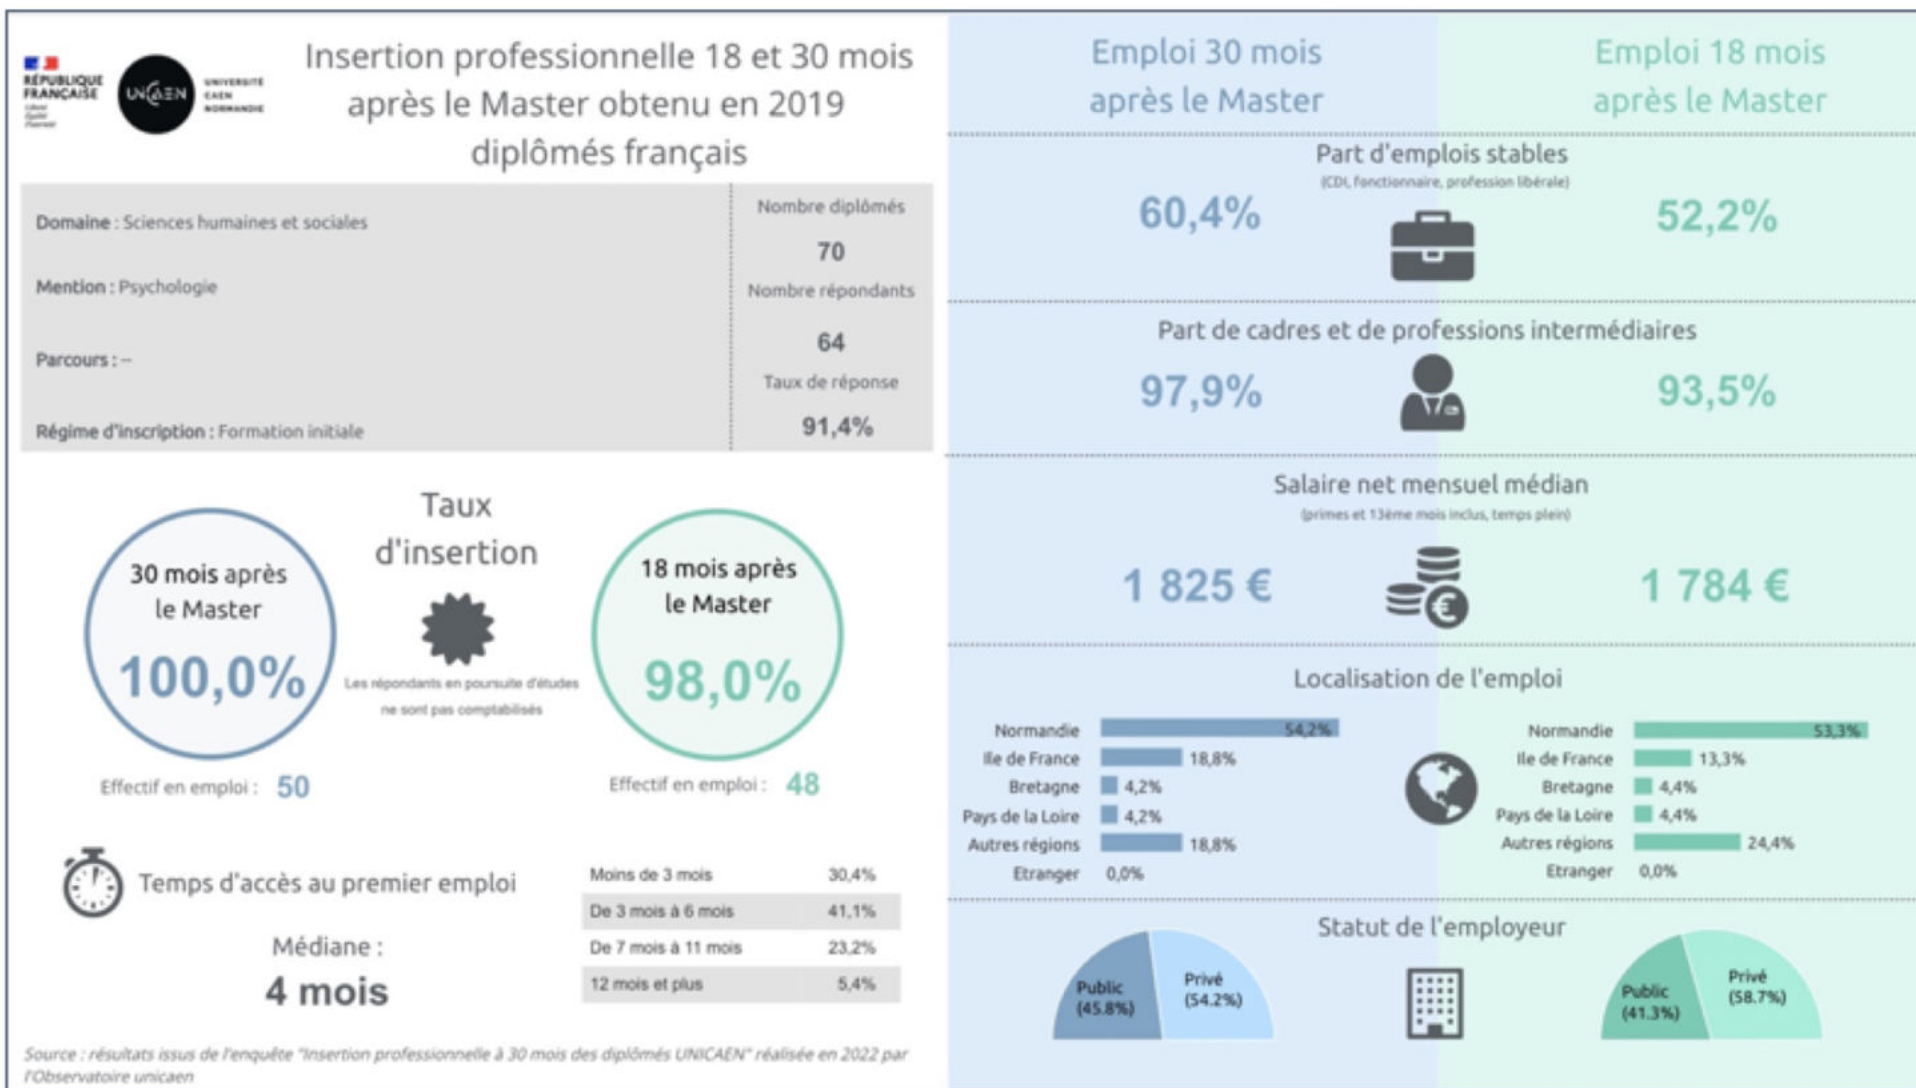 RÉPUBLIQUE
FRANÇAISE
Liberté
Égalité
Fraternité
UNICAEN
UNIVERSITÉ
CAEN
NORMANDIE
Insertion professionnelle 18 et 30 mois
après le Master obtenu en 2019
diplômés français
Domaine : Sciences humaines et sociales
Mention : Psychologie
Parcours : --
Régime d'inscription : Formation initiale
Nombre diplômés
70
Nombre répondants
64
Taux de réponse
91,4%
Taux
d'insertion
30 mois après
le Master
100,0%
Les répondants en poursuite d'études
ne sont pas comptabilisés
18 mois après
le Master
98,0%
Effectif en emploi : 50
Effectif en emploi : 48
Temps d'accès au premier emploi
Médiane :
4 mois
Moins de 3 mois 30,4%
De 3 mois à 6 mois 41,1%
De 7 mois à 11 mois 23,2%
12 mois et plus 5,4%
Source : résultats issus de l'enquête "Insertion professionnelle à 30 mois des diplômés UNICAEN" réalisée en 2022 par
l'Observatoire unicaen
Emploi 30 mois
après le Master
Emploi 18 mois
après le Master
Part d'emplois stables
(CDI, fonctionnaire, profession libérale)
60,4% 52,2%
Part de cadres et de professions intermédiaires
97,9% 93,5%
Salaire net mensuel médian
(primes et 13ème mois inclus, temps plein)
1 825 € 1 784 €
Localisation de l'emploi
Normandie 54,2%
Ile de France 18,8%
Bretagne 4,2%
Pays de la Loire 4,2%
Autres régions 18,8%
Etranger 0,0%
Normandie 53,3%
Ile de France 13,3%
Bretagne 4,4%
Pays de la Loire 4,4%
Autres régions 24,4%
Etranger 0,0%
Statut de l'employeur
Public
(45.8%)
Privé
(54.2%)
Public
(41.3%)
Privé
(58.7%)